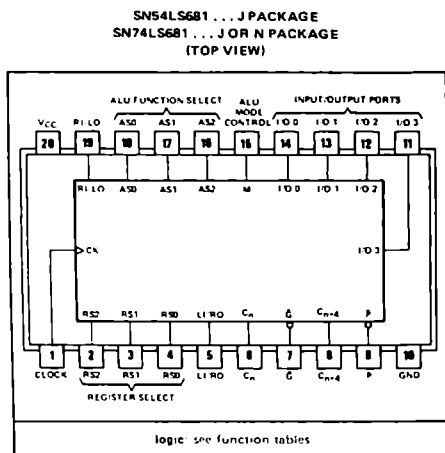 SN54LS681 ... J PACKAGE
SN74LS681 ... J OR N PACKAGE
(TOP VIEW)
ALU FUNCTION SELECT
ALU MODE CONTROL
INPUT/OUTPUT PORTS
VCC RI/LO AS0 AS1 AS2 I/O 0 I/O 1 I/O 2 I/O 3
20 19 18 17 16 15 14 13 12 11
RI/LO AS0 AS1 AS2 M I/O 0 I/O 1 I/O 2
CK
I/O 3
RS2 RS1 RS0 LI/RO Cn G̅ Cn+4 P̅
1 2 3 4 5 6 7 8 9 10
CLOCK RS2 RS1 RS0 LI/RO Cn G̅ Cn+4 P̅ GND
REGISTER SELECT
logic: see function tables